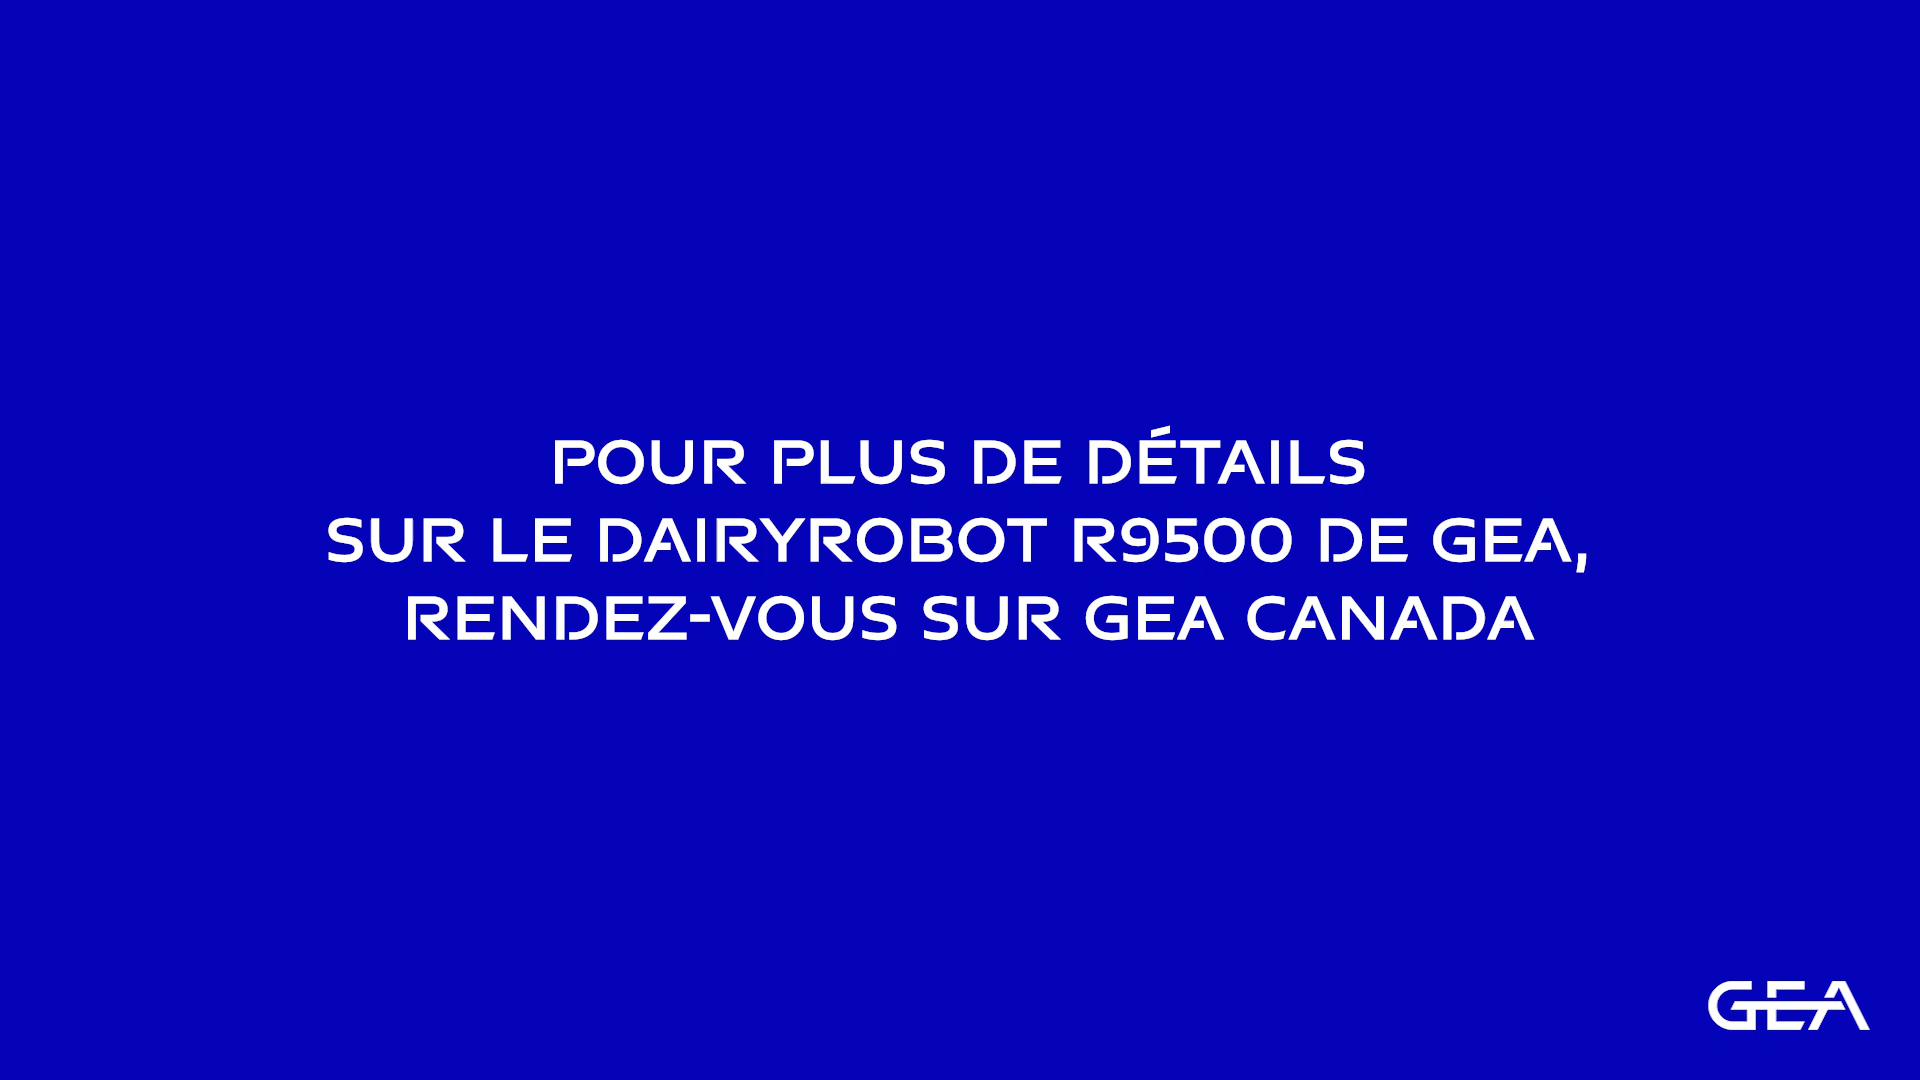 POUR PLUS DE DÉTAILS
SUR LE DAIRYROBOT R9500 DE GEA,
RENDEZ-VOUS SUR GEA CANADA
GEA